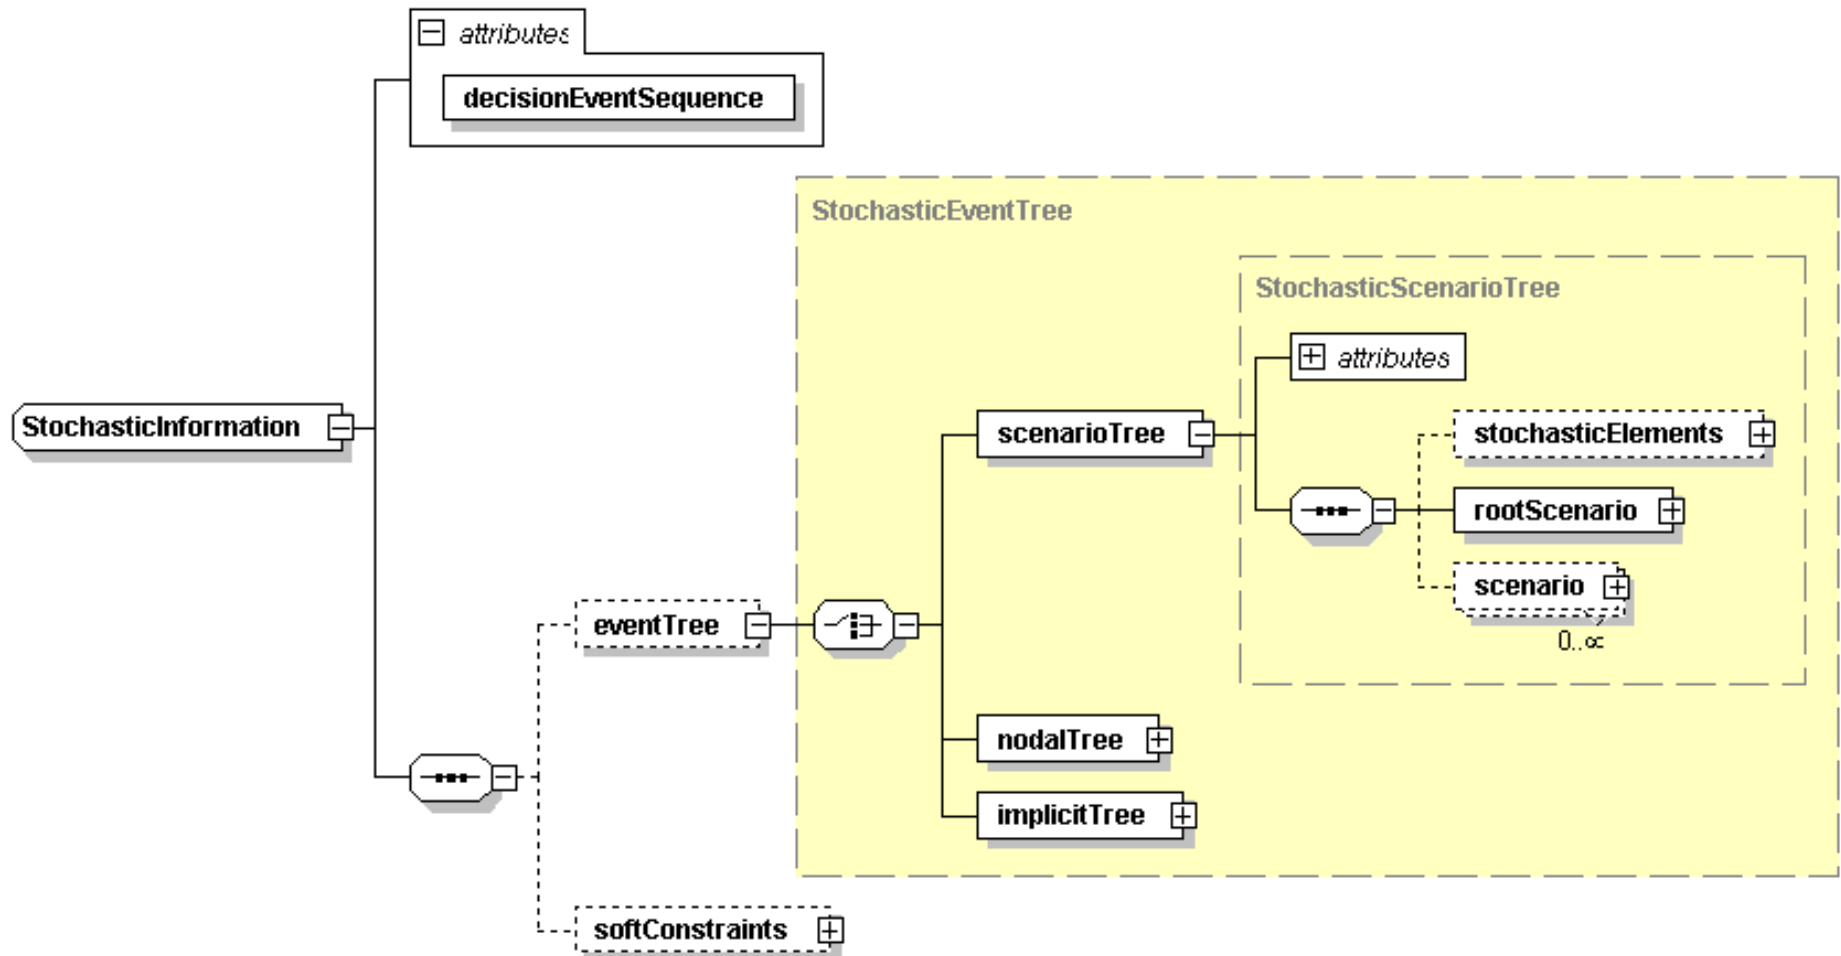 attributes
decisionEventSequence
StochasticEventTree
StochasticScenarioTree
attributes
StochasticInformation
scenarioTree
stochasticElements
rootScenario
scenario
0..∝
eventTree
nodalTree
implicitTree
softConstraints